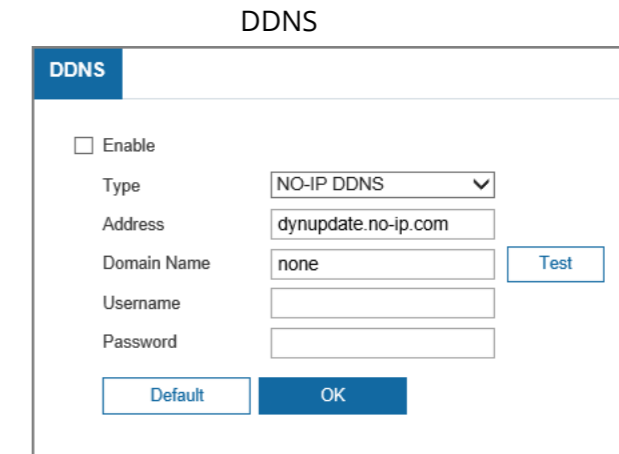 DDNS
DDNS
Enable
Type NO-IP DDNS
Address dynupdate.no-ip.com
Domain Name none Test
Username
Password
Default OK